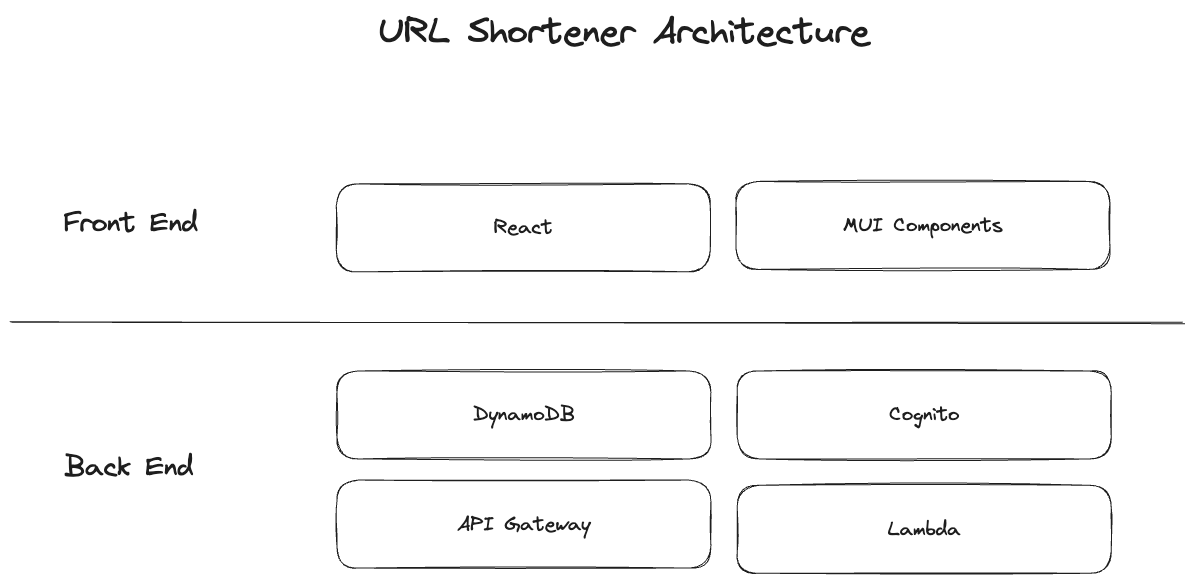 URL Shortener Architecture
Front End
React
MUI Components
Back End
DynamoDB
Cognito
API Gateway
Lambda